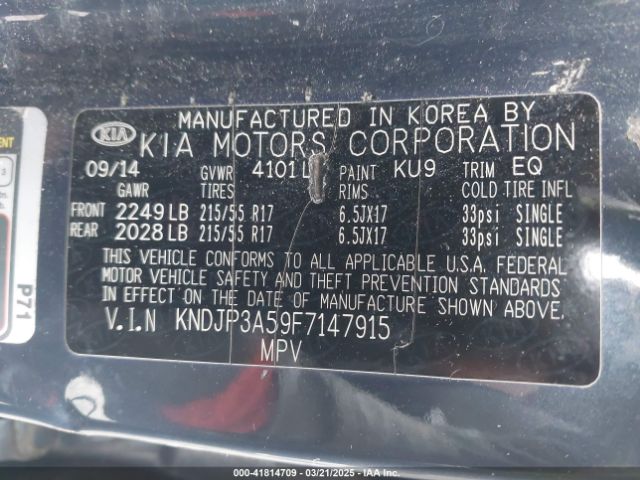 MANUFACTURED IN KOREA BY
KIA KIA MOTORS CORPORATION
09/14 GVWR 4101 PAINT KU9 TRIM EQ
GAWR TIRES RIMS COLD TIRE INFL
FRONT 2249 LB 215/55 R17 6.5JX17 33psi SINGLE
REAR 2028 LB 215/55 R17 6.5JX17 33psi SINGLE
THIS VEHICLE CONFORMS TO ALL APPLICABLE U.S.A. FEDERAL
MOTOR VEHICLE SAFETY AND THEFT PREVENTION STANDARDS
IN EFFECT ON THE DATE OF MANUFACTURE SHOWN ABOVE.
V.I.N KNDJP3A59F7147915
MPV
P71
000-41814709 - 03/21/2025 - IAA Inc.